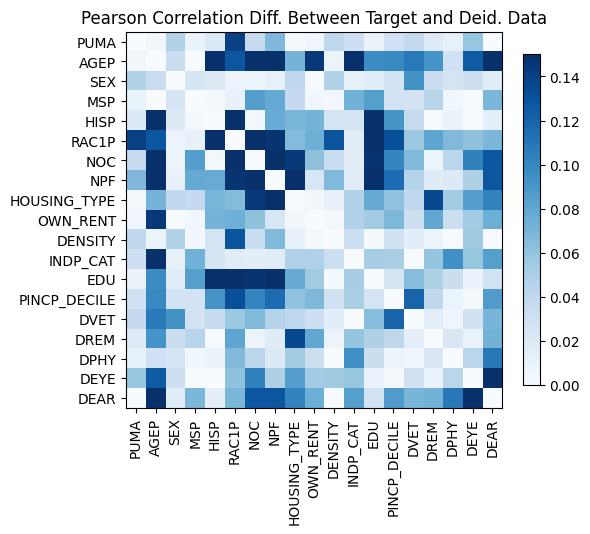 Pearson Correlation Diff. Between Target and Deid. Data
PUMA
AGEP
SEX
MSP
HISP
RAC1P
NOC
NPF
HOUSING_TYPE
OWN_RENT
DENSITY
INDP_CAT
EDU
PINCP_DECILE
DVET
DREM
DPHY
DEYE
DEAR
0.14
0.12
0.10
0.08
0.06
0.04
0.02
0.00
PUMA
AGEP
SEX
MSP
HISP
RAC1P
NOC
NPF
HOUSING_TYPE
OWN_RENT
DENSITY
INDP_CAT
EDU
PINCP_DECILE
DVET
DREM
DPHY
DEYE
DEAR